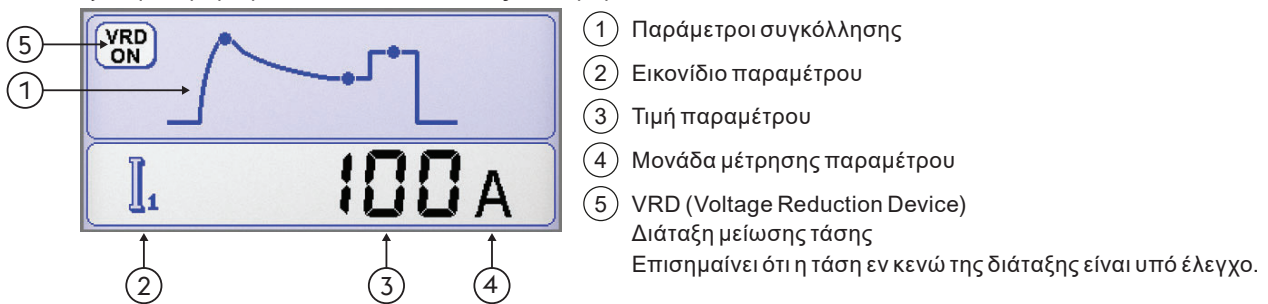 VRD
ON
5
1
I1
100 A
2
3
4
1 Παράμετροι συγκόλλησης
2 Εικονίδιο παραμέτρου
3 Τιμή παραμέτρου
4 Μονάδα μέτρησης παραμέτρου
5 VRD (Voltage Reduction Device)
Διάταξη μείωσης τάσης
Επισημαίνει ότι η τάση εν κενώ της διάταξης είναι υπό έλεγχο.